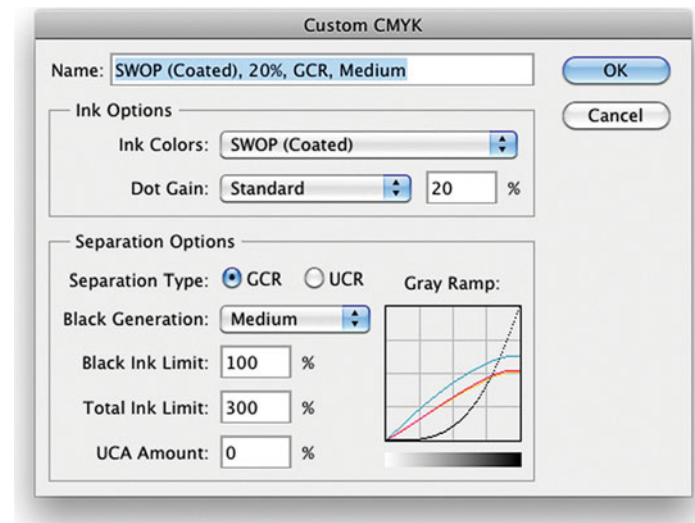 Custom CMYK
Name: SWOP (Coated), 20%, GCR, Medium
OK
Cancel
Ink Options
Ink Colors: SWOP (Coated)
Dot Gain: Standard 20 %
Separation Options
Separation Type: GCR UCR
Gray Ramp:
Black Generation: Medium
Black Ink Limit: 100 %
Total Ink Limit: 300 %
UCA Amount: 0 %